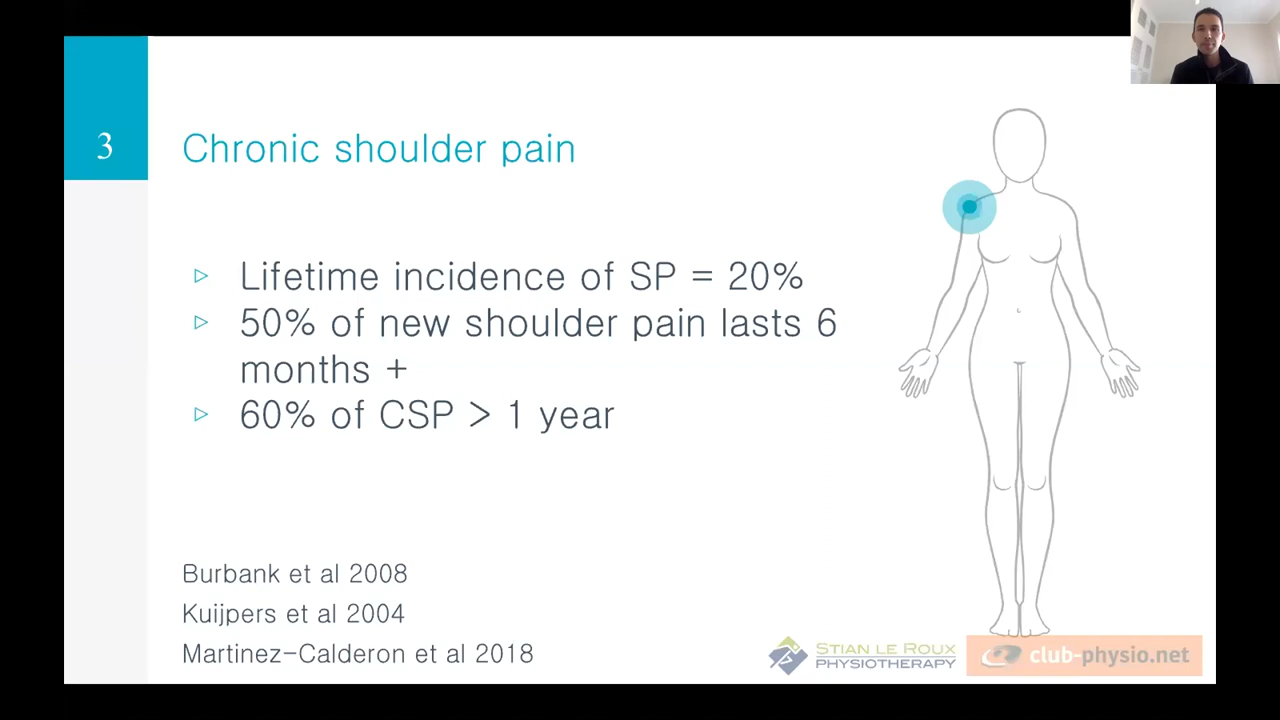 3
Chronic shoulder pain
▷ Lifetime incidence of SP = 20%
▷ 50% of new shoulder pain lasts 6
months +
▷ 60% of CSP > 1 year
Burbank et al 2008
Kuijpers et al 2004
Martinez-Calderon et al 2018
STIAN LE ROUX
PHYSIOTHERAPY
club-physio.net